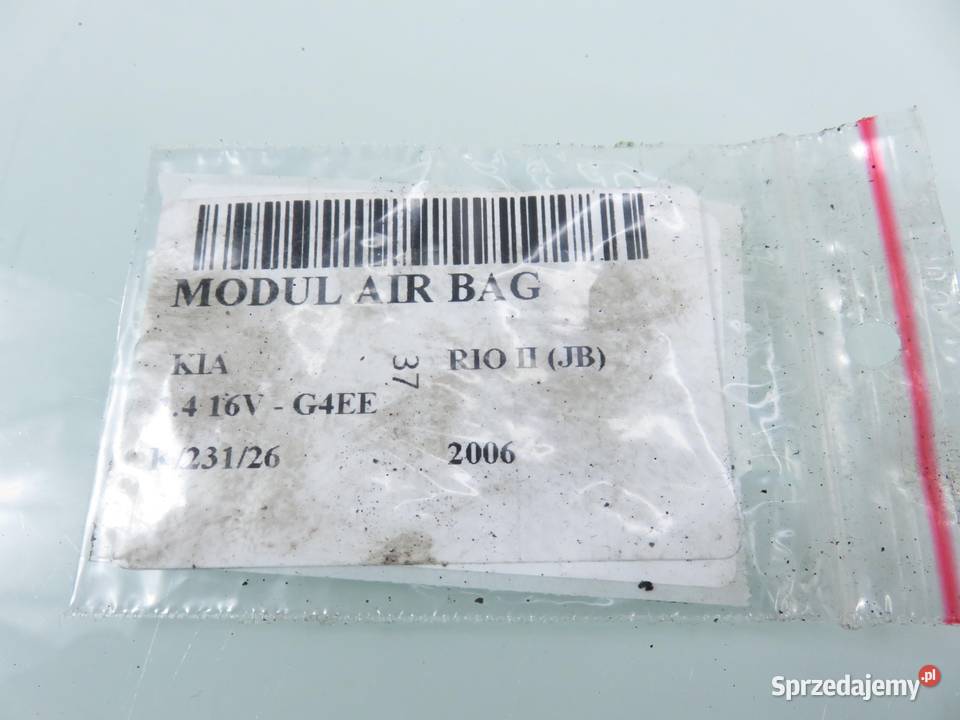 MODUL AIR BAG
KIA 37 RIO II (JB)
.4 16V - G4EE
K/231/26 2006
Sprzedajemy.pl